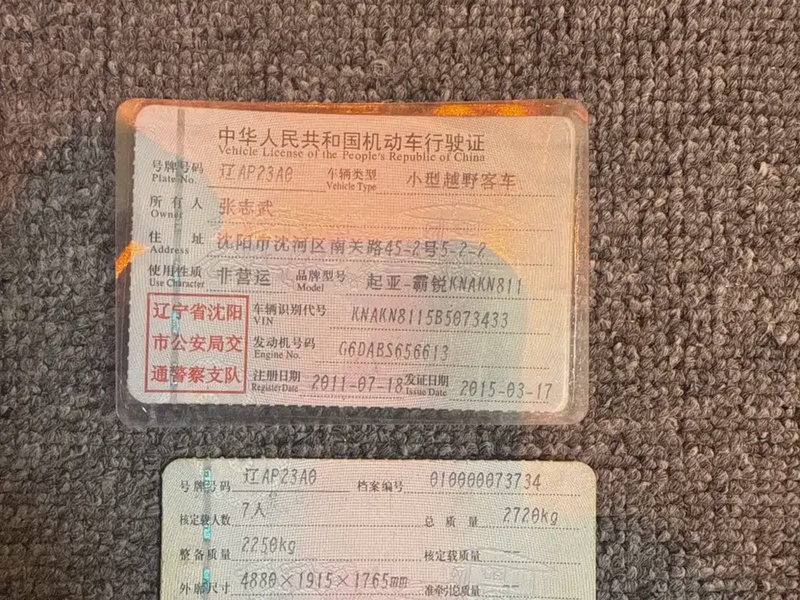 中华人民共和国机动车行驶证
Vehicle License of the People's Republic of China
号牌号码 辽AP23A0 车辆类型 小型越野客车
Plate No. Vehicle Type
所有人 张志武
Owner
住址 沈阳市沈河区南关路45-2号5-2-2
Address
使用性质 非营运 品牌型号 起亚-霸锐KNAKN811
Use Character Model
辽宁省沈阳 车辆识别代号 KNAKN8115B5073433
VIN
市公安局交 发动机号码 G6DABS656613
Engine No.
通警察支队 注册日期 2011-07-18 发证日期 2015-03-17
Register Date Issue Date
号牌号码 辽AP23A0 档案编号 010000073734
核定载人数 7人 总质量 2720kg
整备质量 2250kg 核定载质量 --
外廓尺寸 4880×1915×1765mm 准牵引总质量 --